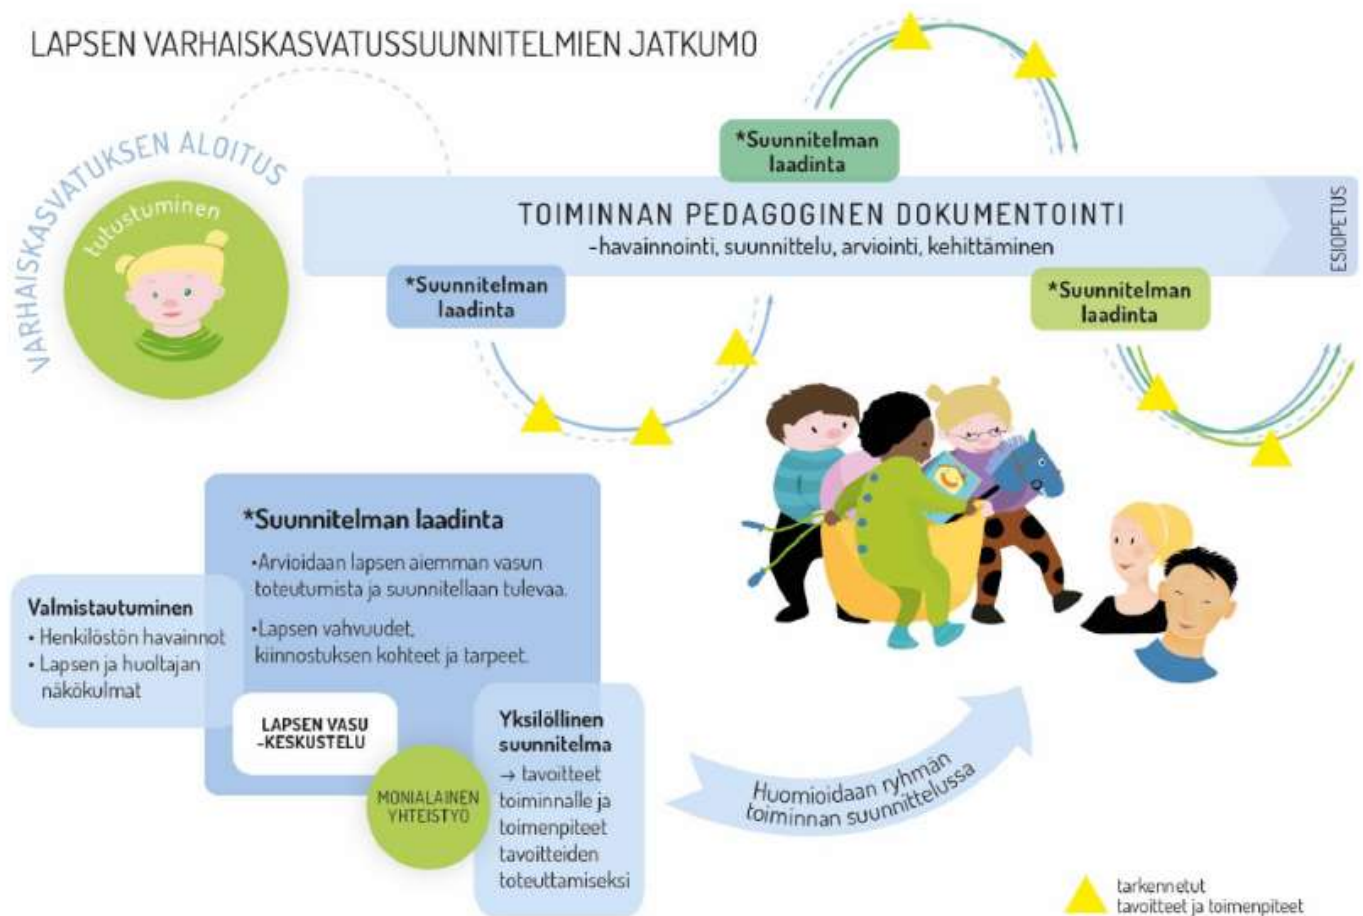 LAPSEN VARHAISKASVATUSSUUNNITELMIEN JATKUMO
VARHAISKASVATUKSEN ALOITUS
tutustuminen
*Suunnitelman
laadinta
TOIMINNAN PEDAGOGINEN DOKUMENTOINTI
-havainnointi, suunnittelu, arviointi, kehittäminen
ESIOPETUS
*Suunnitelman
laadinta
*Suunnitelman
laadinta
*Suunnitelman laadinta
•Arvioidaan lapsen aiemman vasun
toteutumista ja suunnitellaan tulevaa.
•Lapsen vahvuudet,
kiinnostuksen kohteet ja tarpeet.
Valmistautuminen
• Henkilöstön havainnot
• Lapsen ja huoltajan
näkökulmat
LAPSEN VASU
-KESKUSTELU
MONIALAINEN
YHTEISTYÖ
Yksilöllinen
suunnitelma
→ tavoitteet
toiminnalle ja
toimenpiteet
tavoitteiden
toteuttamiseksi
Huomioidaan ryhmän
toiminnan suunnittelussa
tarkennetut
tavoitteet ja toimenpiteet